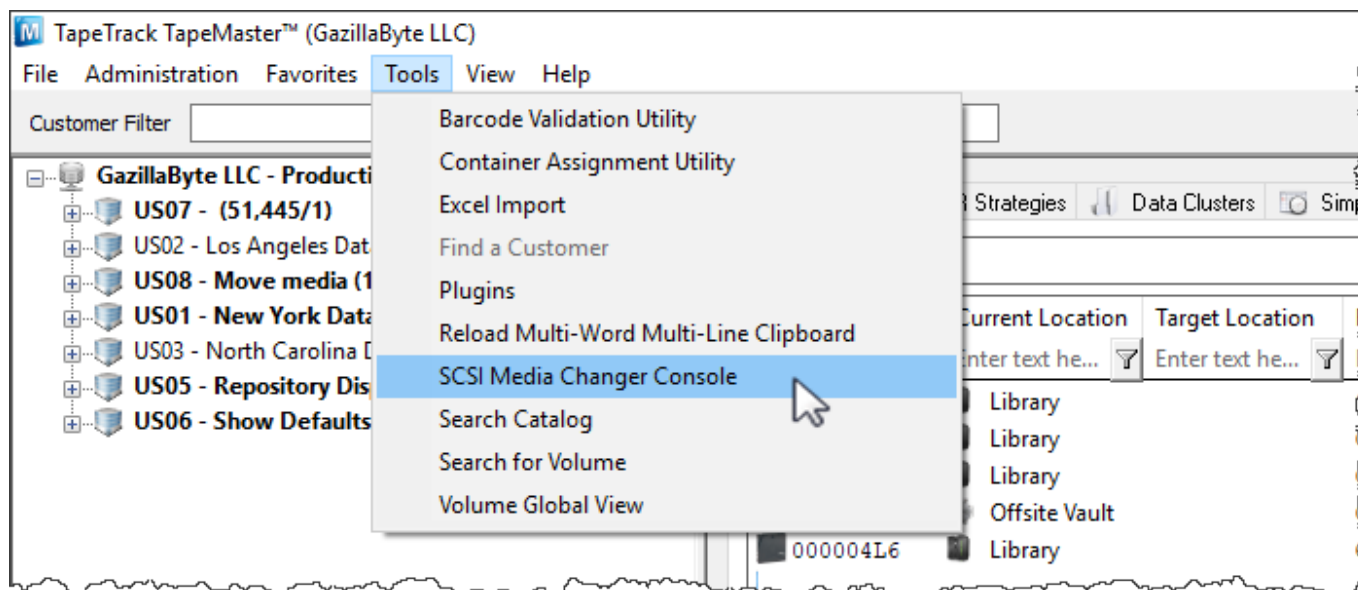 TapeTrack TapeMaster™ (GazillaByte LLC)
File Administration Favorites Tools View Help
Customer Filter
Barcode Validation Utility
Container Assignment Utility
Excel Import
Find a Customer
Plugins
Reload Multi-Word Multi-Line Clipboard
SCSI Media Changer Console
Search Catalog
Search for Volume
Volume Global View
GazillaByte LLC - Producti
US07 - (51,445/1)
US02 - Los Angeles Dat
US08 - Move media (1
US01 - New York Data
US03 - North Carolina
US05 - Repository Dis
US06 - Show Defaults
Strategies Data Clusters Sim
Current Location Target Location
Enter text he... Enter text he...
Library
Library
Library
Offsite Vault
000004L6 Library